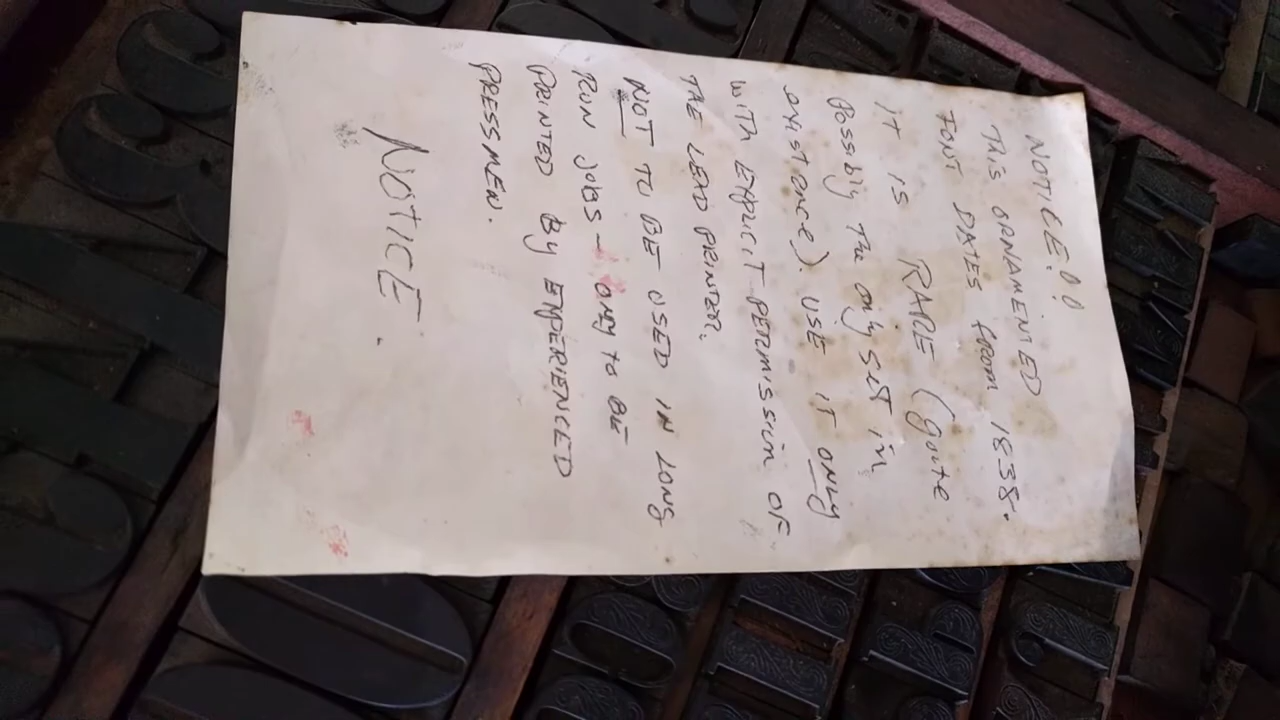 NOTICE!!
THIS ORNAMENTED
FONT DATES from 1838.
IT IS RARE (quite
Possibly The only set in
existence). USE IT ONLY
WITH EXPLICIT PERMISSION OF
THE LEAD PRINTER.
NOT TO BE USED IN LONG
RUN JOBS - ONLY to BE
PRINTED By EXPERIENCED
PRESSMEN.
NOTICE.